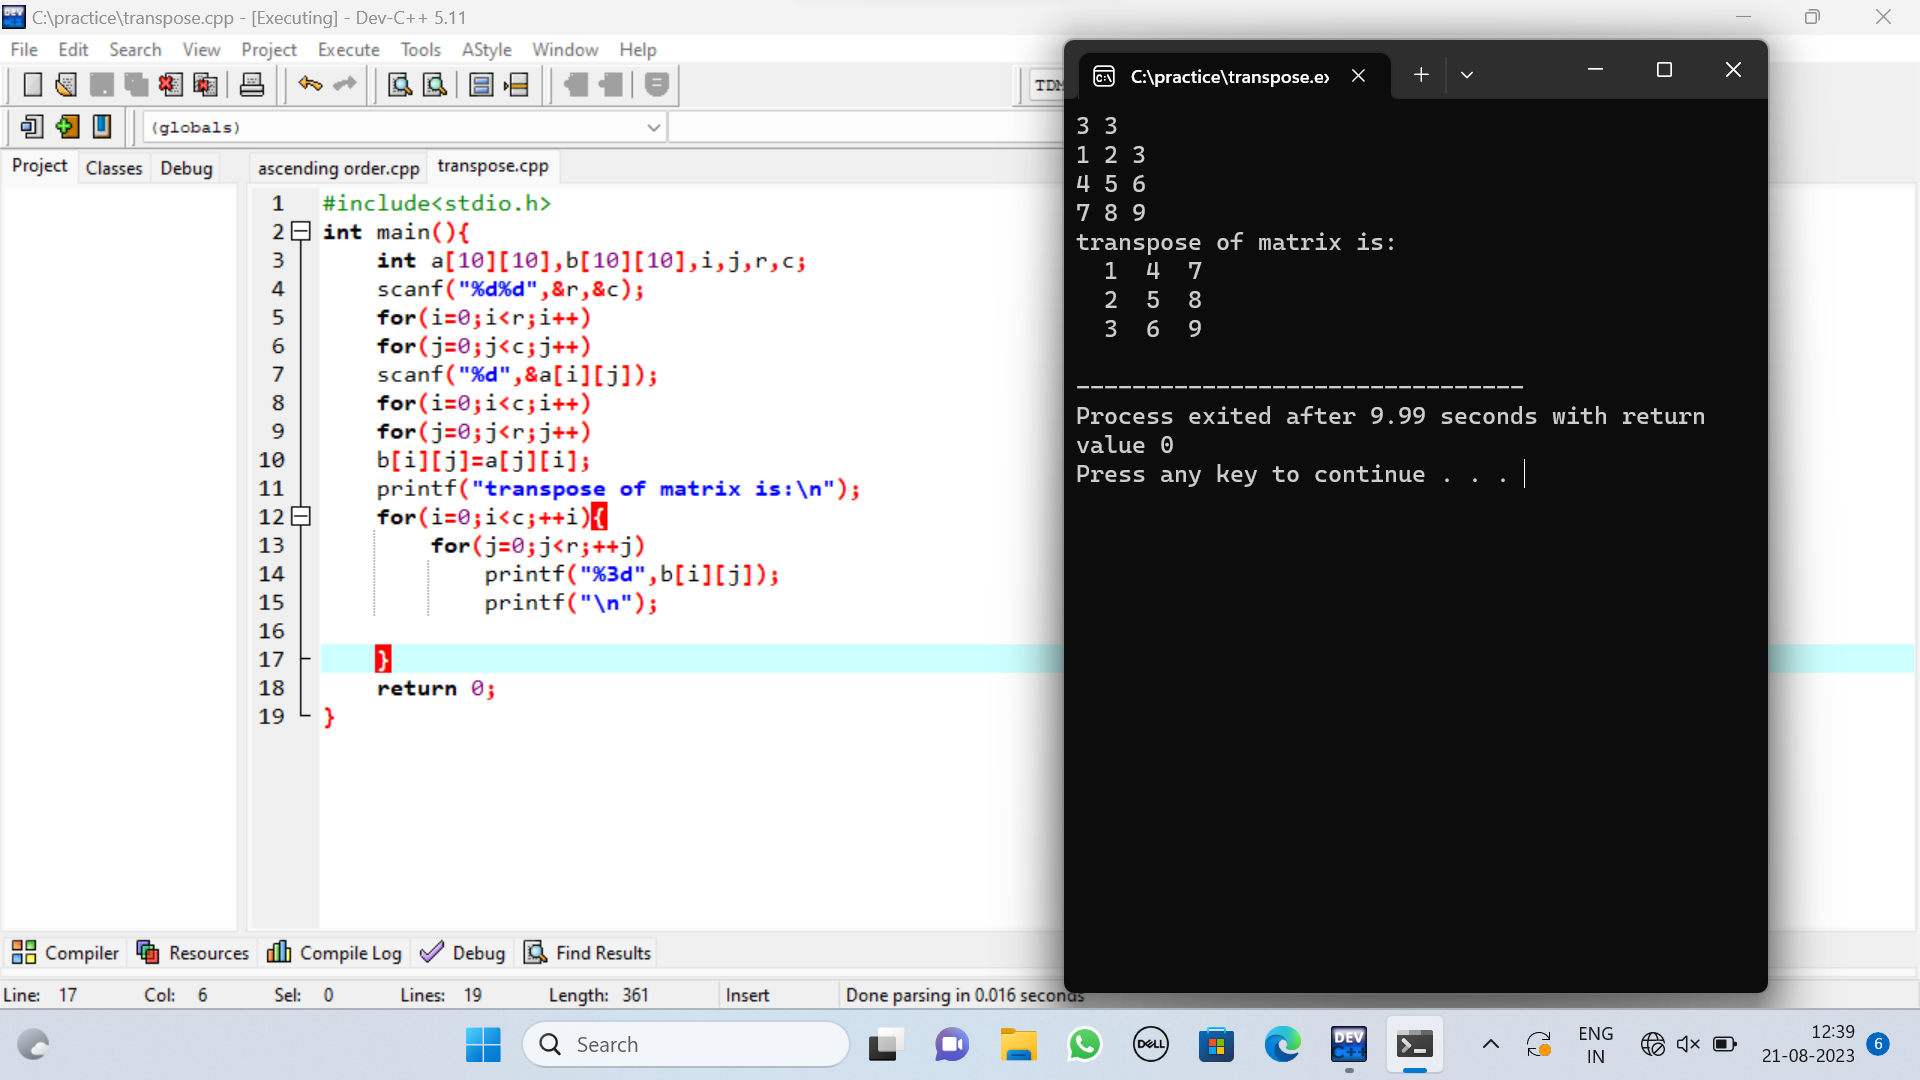 C:\practice\transpose.cpp - [Executing] - Dev-C++ 5.11
File Edit Search View Project Execute Tools AStyle Window Help
(globals)
Project Classes Debug
ascending order.cpp transpose.cpp
1 #include<stdio.h>
2 int main(){
3 int a[10][10],b[10][10],i,j,r,c;
4 scanf("%d%d",&r,&c);
5 for(i=0;i<r;i++)
6 for(j=0;j<c;j++)
7 scanf("%d",&a[i][j]);
8 for(i=0;i<c;i++)
9 for(j=0;j<r;j++)
10 b[i][j]=a[j][i];
11 printf("transpose of matrix is:\n");
12 for(i=0;i<c;++i){
13 for(j=0;j<r;++j)
14 printf("%3d",b[i][j]);
15 printf("\n");
16
17 }
18 return 0;
19 }
C:\practice\transpose.ex
3 3
1 2 3
4 5 6
7 8 9
transpose of matrix is:
1 4 7
2 5 8
3 6 9
--------------------------------
Process exited after 9.99 seconds with return
value 0
Press any key to continue . . .
Compiler Resources Compile Log Debug Find Results
Line: 17 Col: 6 Sel: 0 Lines: 19 Length: 361 Insert Done parsing in 0.016 seconds
Search
DELL
DEV
C++
ENG
IN
12:39
21-08-2023
6